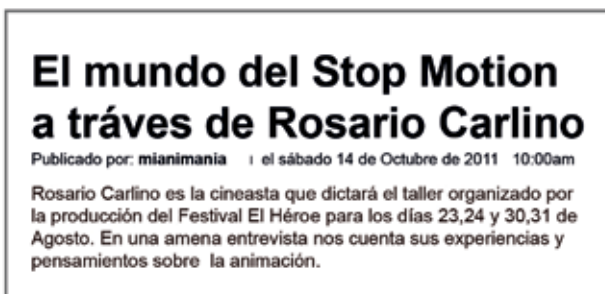 El mundo del Stop Motion
a tráves de Rosario Carlino
Publicado por: mianimania | el sábado 14 de Octubre de 2011 10:00am
Rosario Carlino es la cineasta que dictará el taller organizado por
la producción del Festival El Héroe para los días 23,24 y 30,31 de
Agosto. En una amena entrevista nos cuenta sus experiencias y
pensamientos sobre la animación.